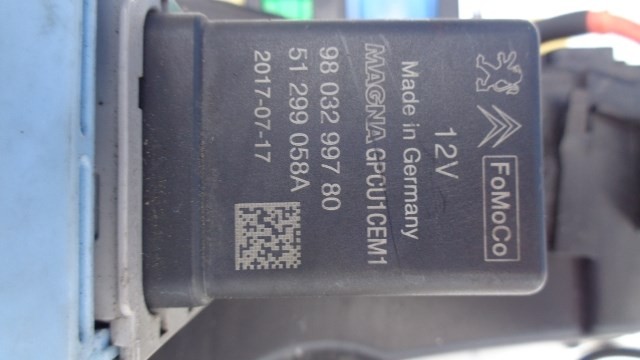 FoMoCo
12V
Made in Germany
MAGNA GPCU1CEM1
98 032 997 80
51 299 058A
2017-07-17